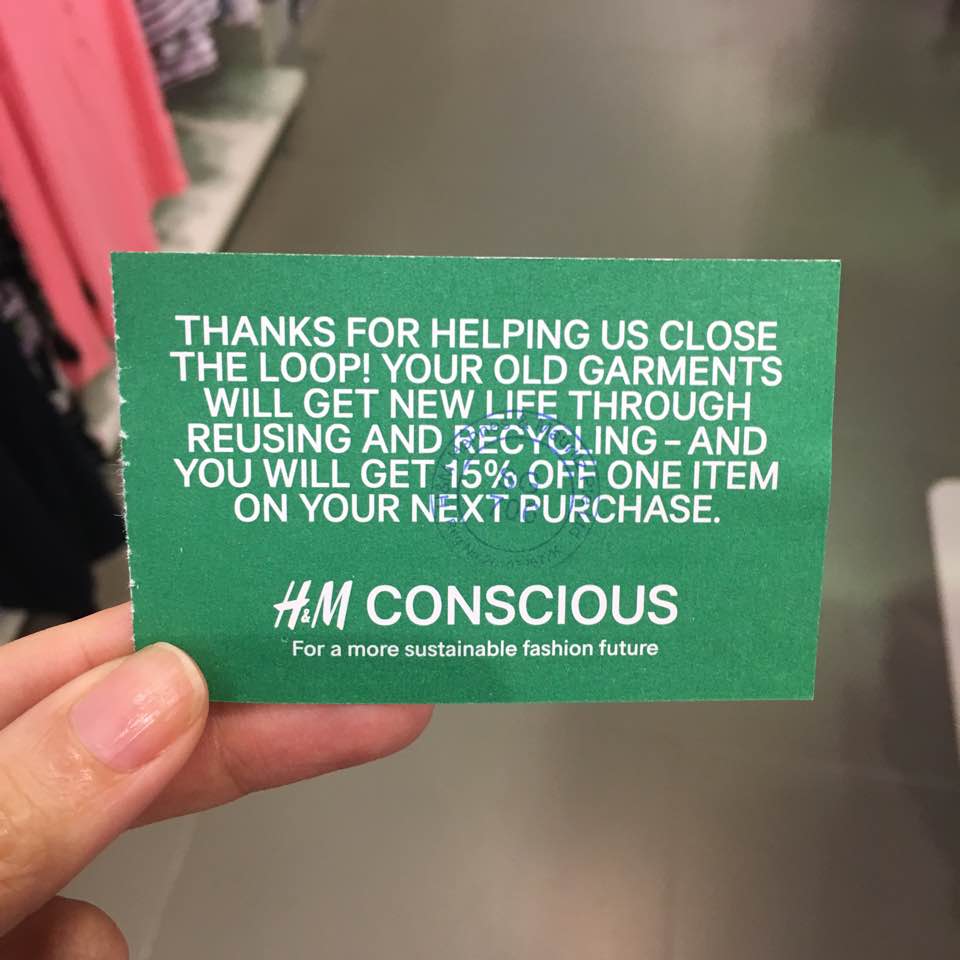 THANKS FOR HELPING US CLOSE
THE LOOP! YOUR OLD GARMENTS
WILL GET NEW LIFE THROUGH
REUSING AND RECYCLING – AND
YOU WILL GET 15% OFF ONE ITEM
ON YOUR NEXT PURCHASE.
H&M CONSCIOUS
For a more sustainable fashion future